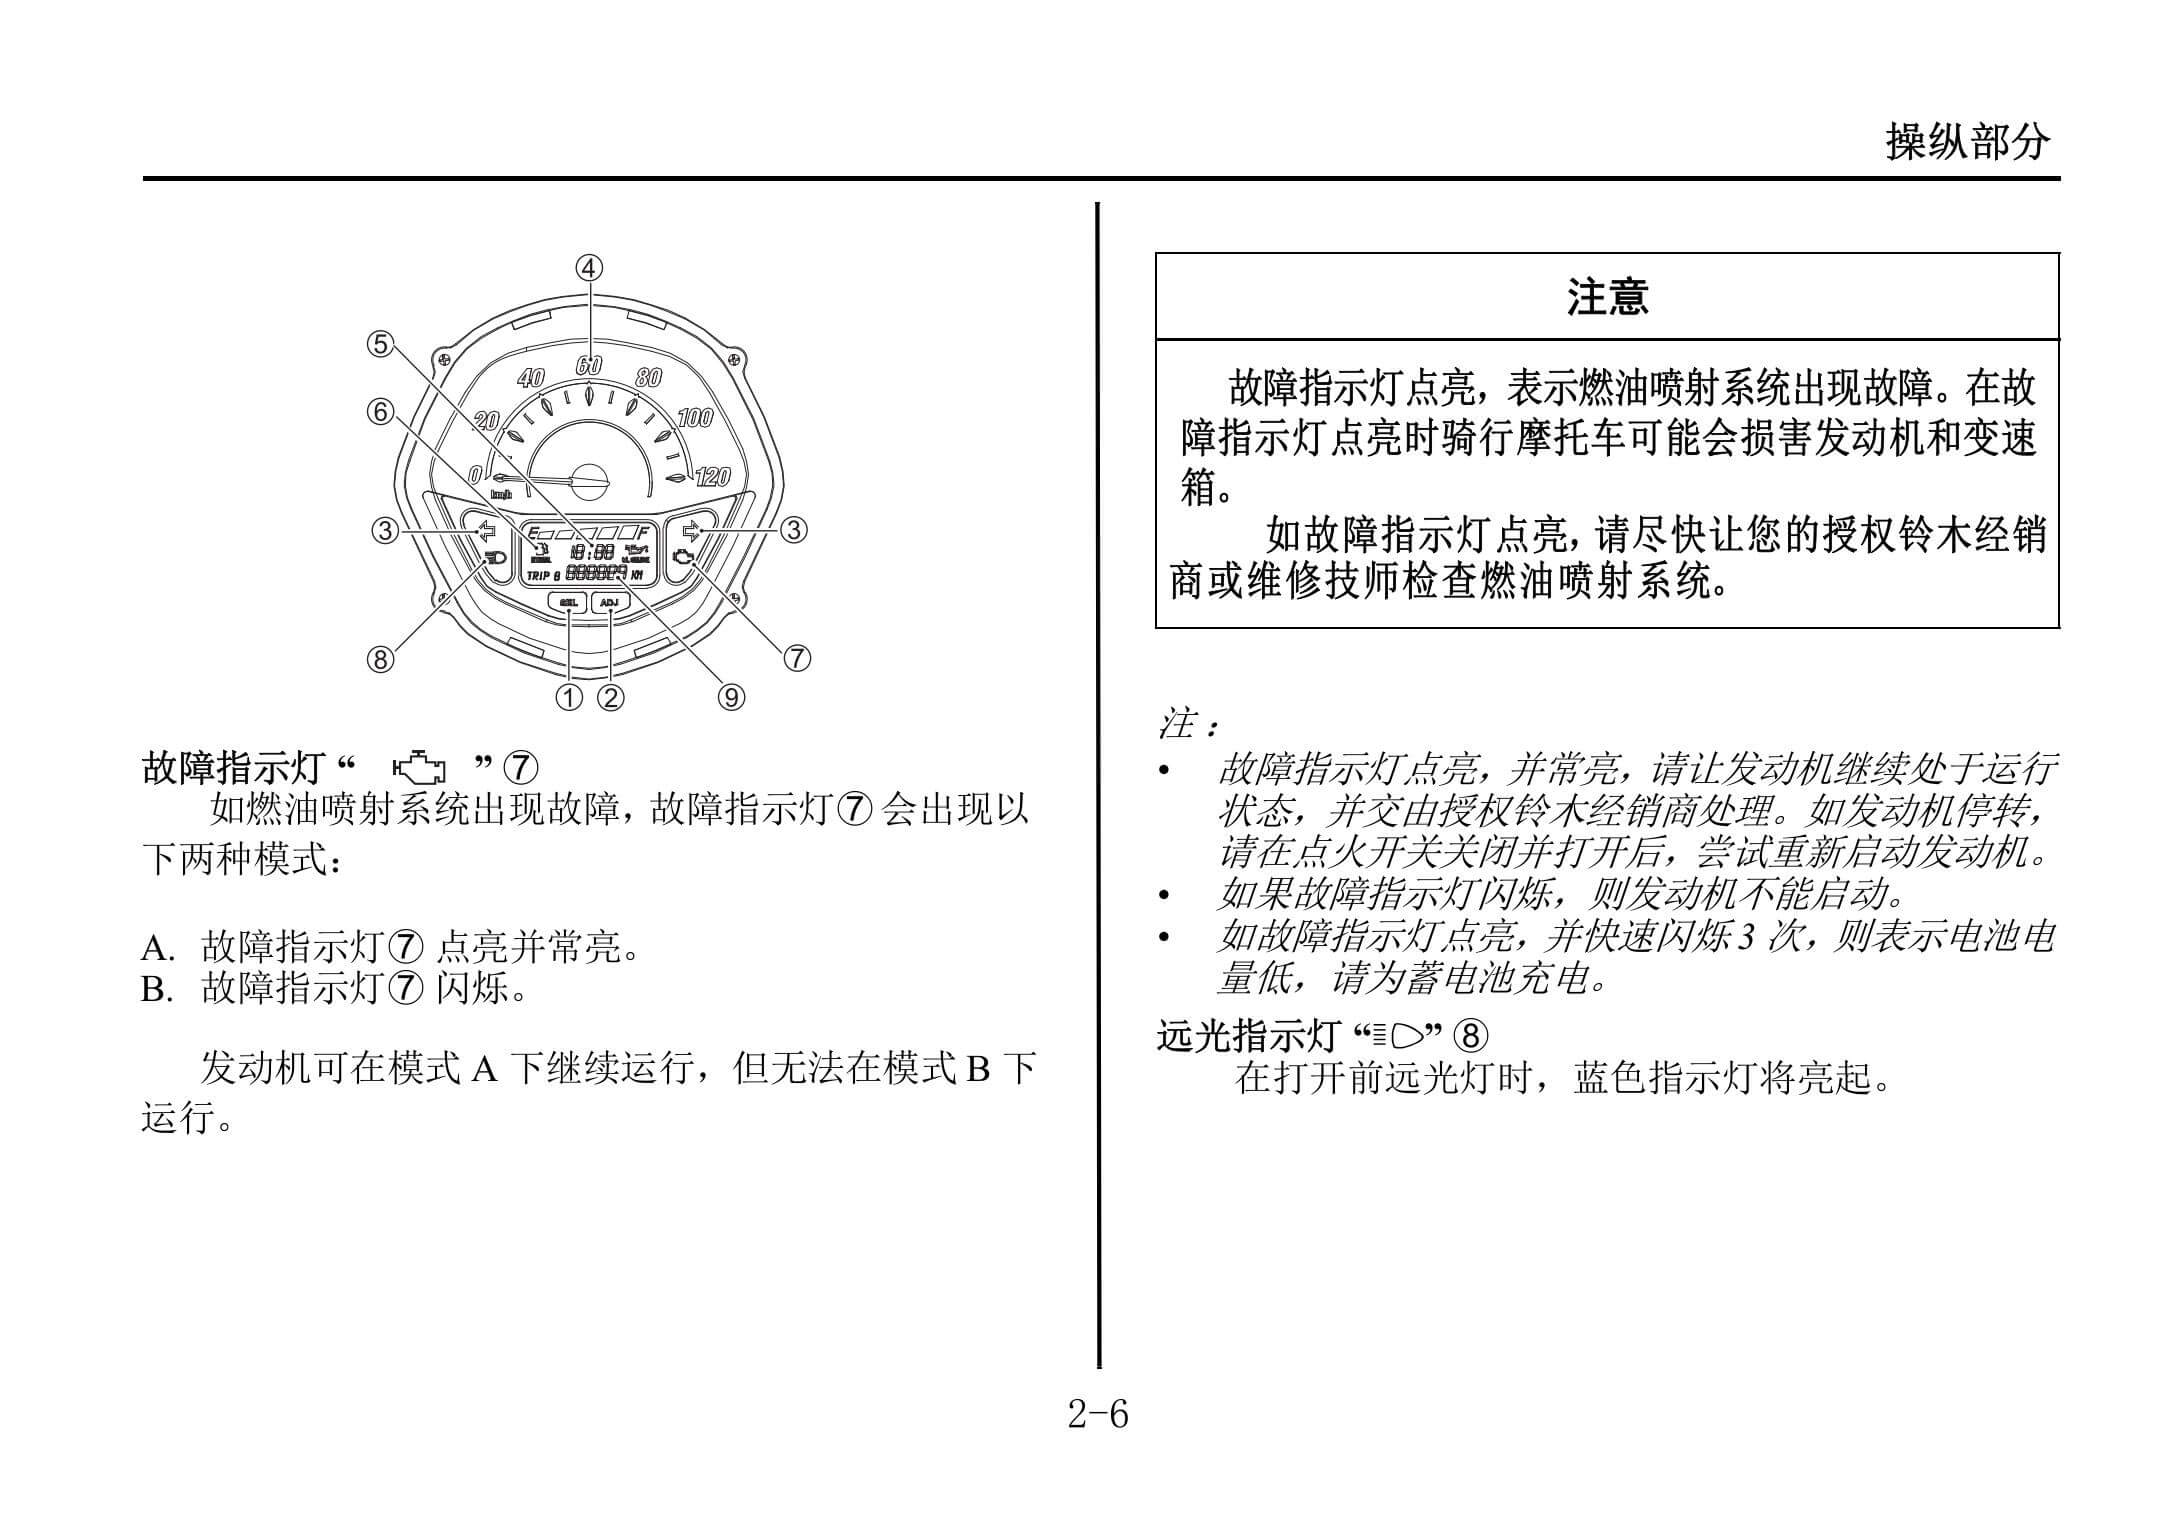 操纵部分
④
⑤
60
40
80
⑥
20
100
0
120
km/h
③
E
F
③
18:88
TRIP 8 888889 KM
SEL
ADJ
⑧
⑦
①
②
⑨
故障指示灯 “ ” ⑦
如燃油喷射系统出现故障，故障指示灯⑦ 会出现以
下两种模式：
A. 故障指示灯⑦ 点亮并常亮。
B. 故障指示灯⑦ 闪烁。
发动机可在模式 A 下继续运行，但无法在模式 B 下
运行。
注意
故障指示灯点亮，表示燃油喷射系统出现故障。在故
障指示灯点亮时骑行摩托车可能会损害发动机和变速
箱。
如故障指示灯点亮，请尽快让您的授权铃木经销
商或维修技师检查燃油喷射系统。
注：
• 故障指示灯点亮，并常亮，请让发动机继续处于运行
状态，并交由授权铃木经销商处理。如发动机停转，
请在点火开关关闭并打开后，尝试重新启动发动机。
• 如果故障指示灯闪烁，则发动机不能启动。
• 如故障指示灯点亮，并快速闪烁 3 次，则表示电池电
量低，请为蓄电池充电。
远光指示灯 “ ” ⑧
在打开前远光灯时，蓝色指示灯将亮起。
2-6